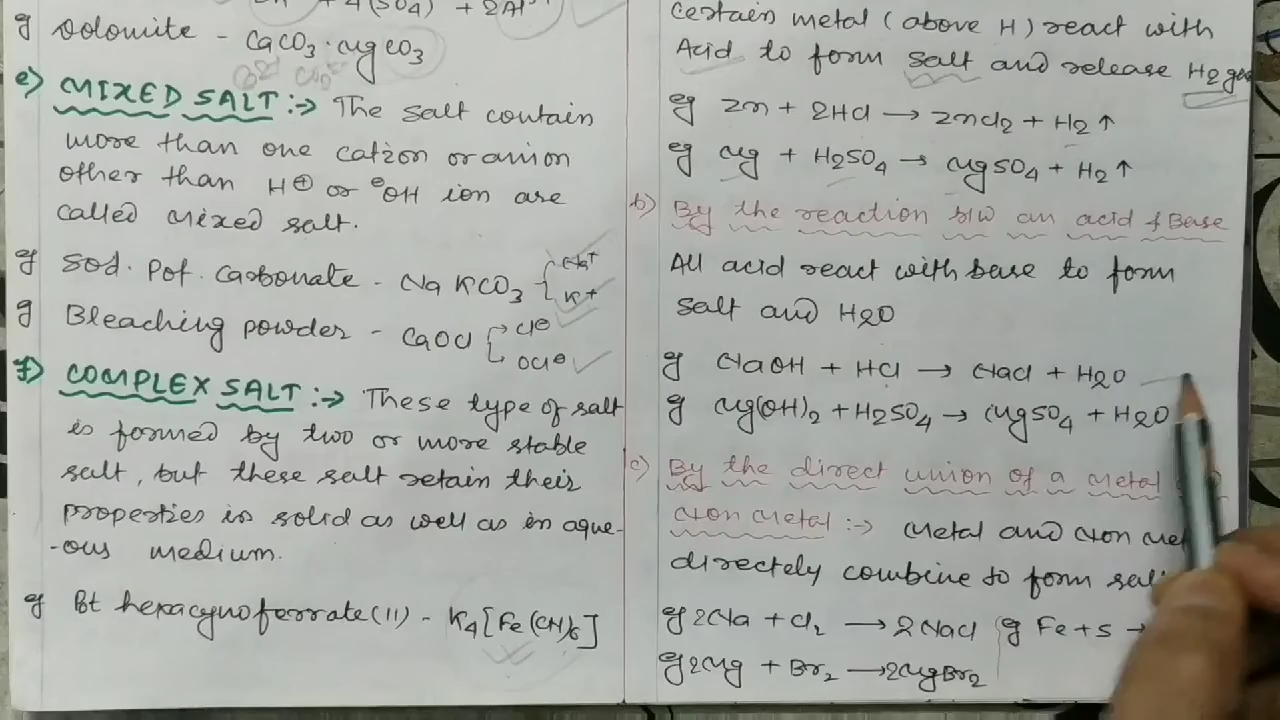 eg Dolomite - CaCO3·MgCO3
e) MIXED SALT :-> The salt contain
more than one cation or anion
other than H⊕ or ⊖OH ion are
called Mixed salt.
eg Sod. Pot. Carbonate - NaKCO3 { Na+
K+
eg Bleaching powder - CaOCl { Cl⊖
OCl⊖
f) COMPLEX SALT :-> These type of salt
is formed by two or more stable
salt, but these salt retain their
properties in solid as well as in aque-
-ous medium.
eg Pt hexacynoferrate(II) - K4[Fe(CN)6]
Certain metal (above H) react with
Acid to form salt and release H2 gas
eg Zn + 2HCl → ZnCl2 + H2↑
eg Mg + H2SO4 → MgSO4 + H2↑
b) By the reaction b/w an acid & Base
All acid react with base to form
salt and H2O
eg NaOH + HCl → NaCl + H2O
eg Mg(OH)2 + H2SO4 → MgSO4 + H2O
c) By the direct union of a Metal
Non Metal :-> Metal and Non Me
directely combine to form sal
eg 2Na + Cl2 → 2NaCl eg Fe + S →
eg 2Mg + Br2 → 2MgBr2